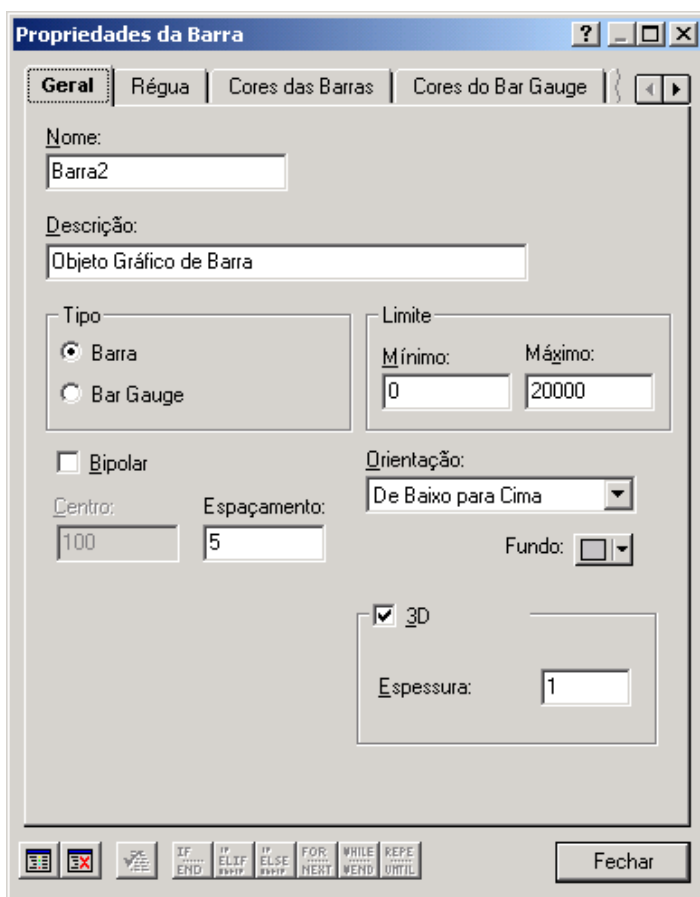 Propriedades da Barra
Geral Régua Cores das Barras Cores do Bar Gauge
Nome:
Barra2
Descrição:
Objeto Gráfico de Barra
Tipo
Barra
Bar Gauge
Limite
Mínimo: Máximo:
0 20000
Bipolar
Centro: Espaçamento:
100 5
Orientação:
De Baixo para Cima
Fundo:
3D
Espessura: 1
IF END
ELIF
ELSE
FOR NEXT
WHILE WEND
REPE UNTIL
Fechar